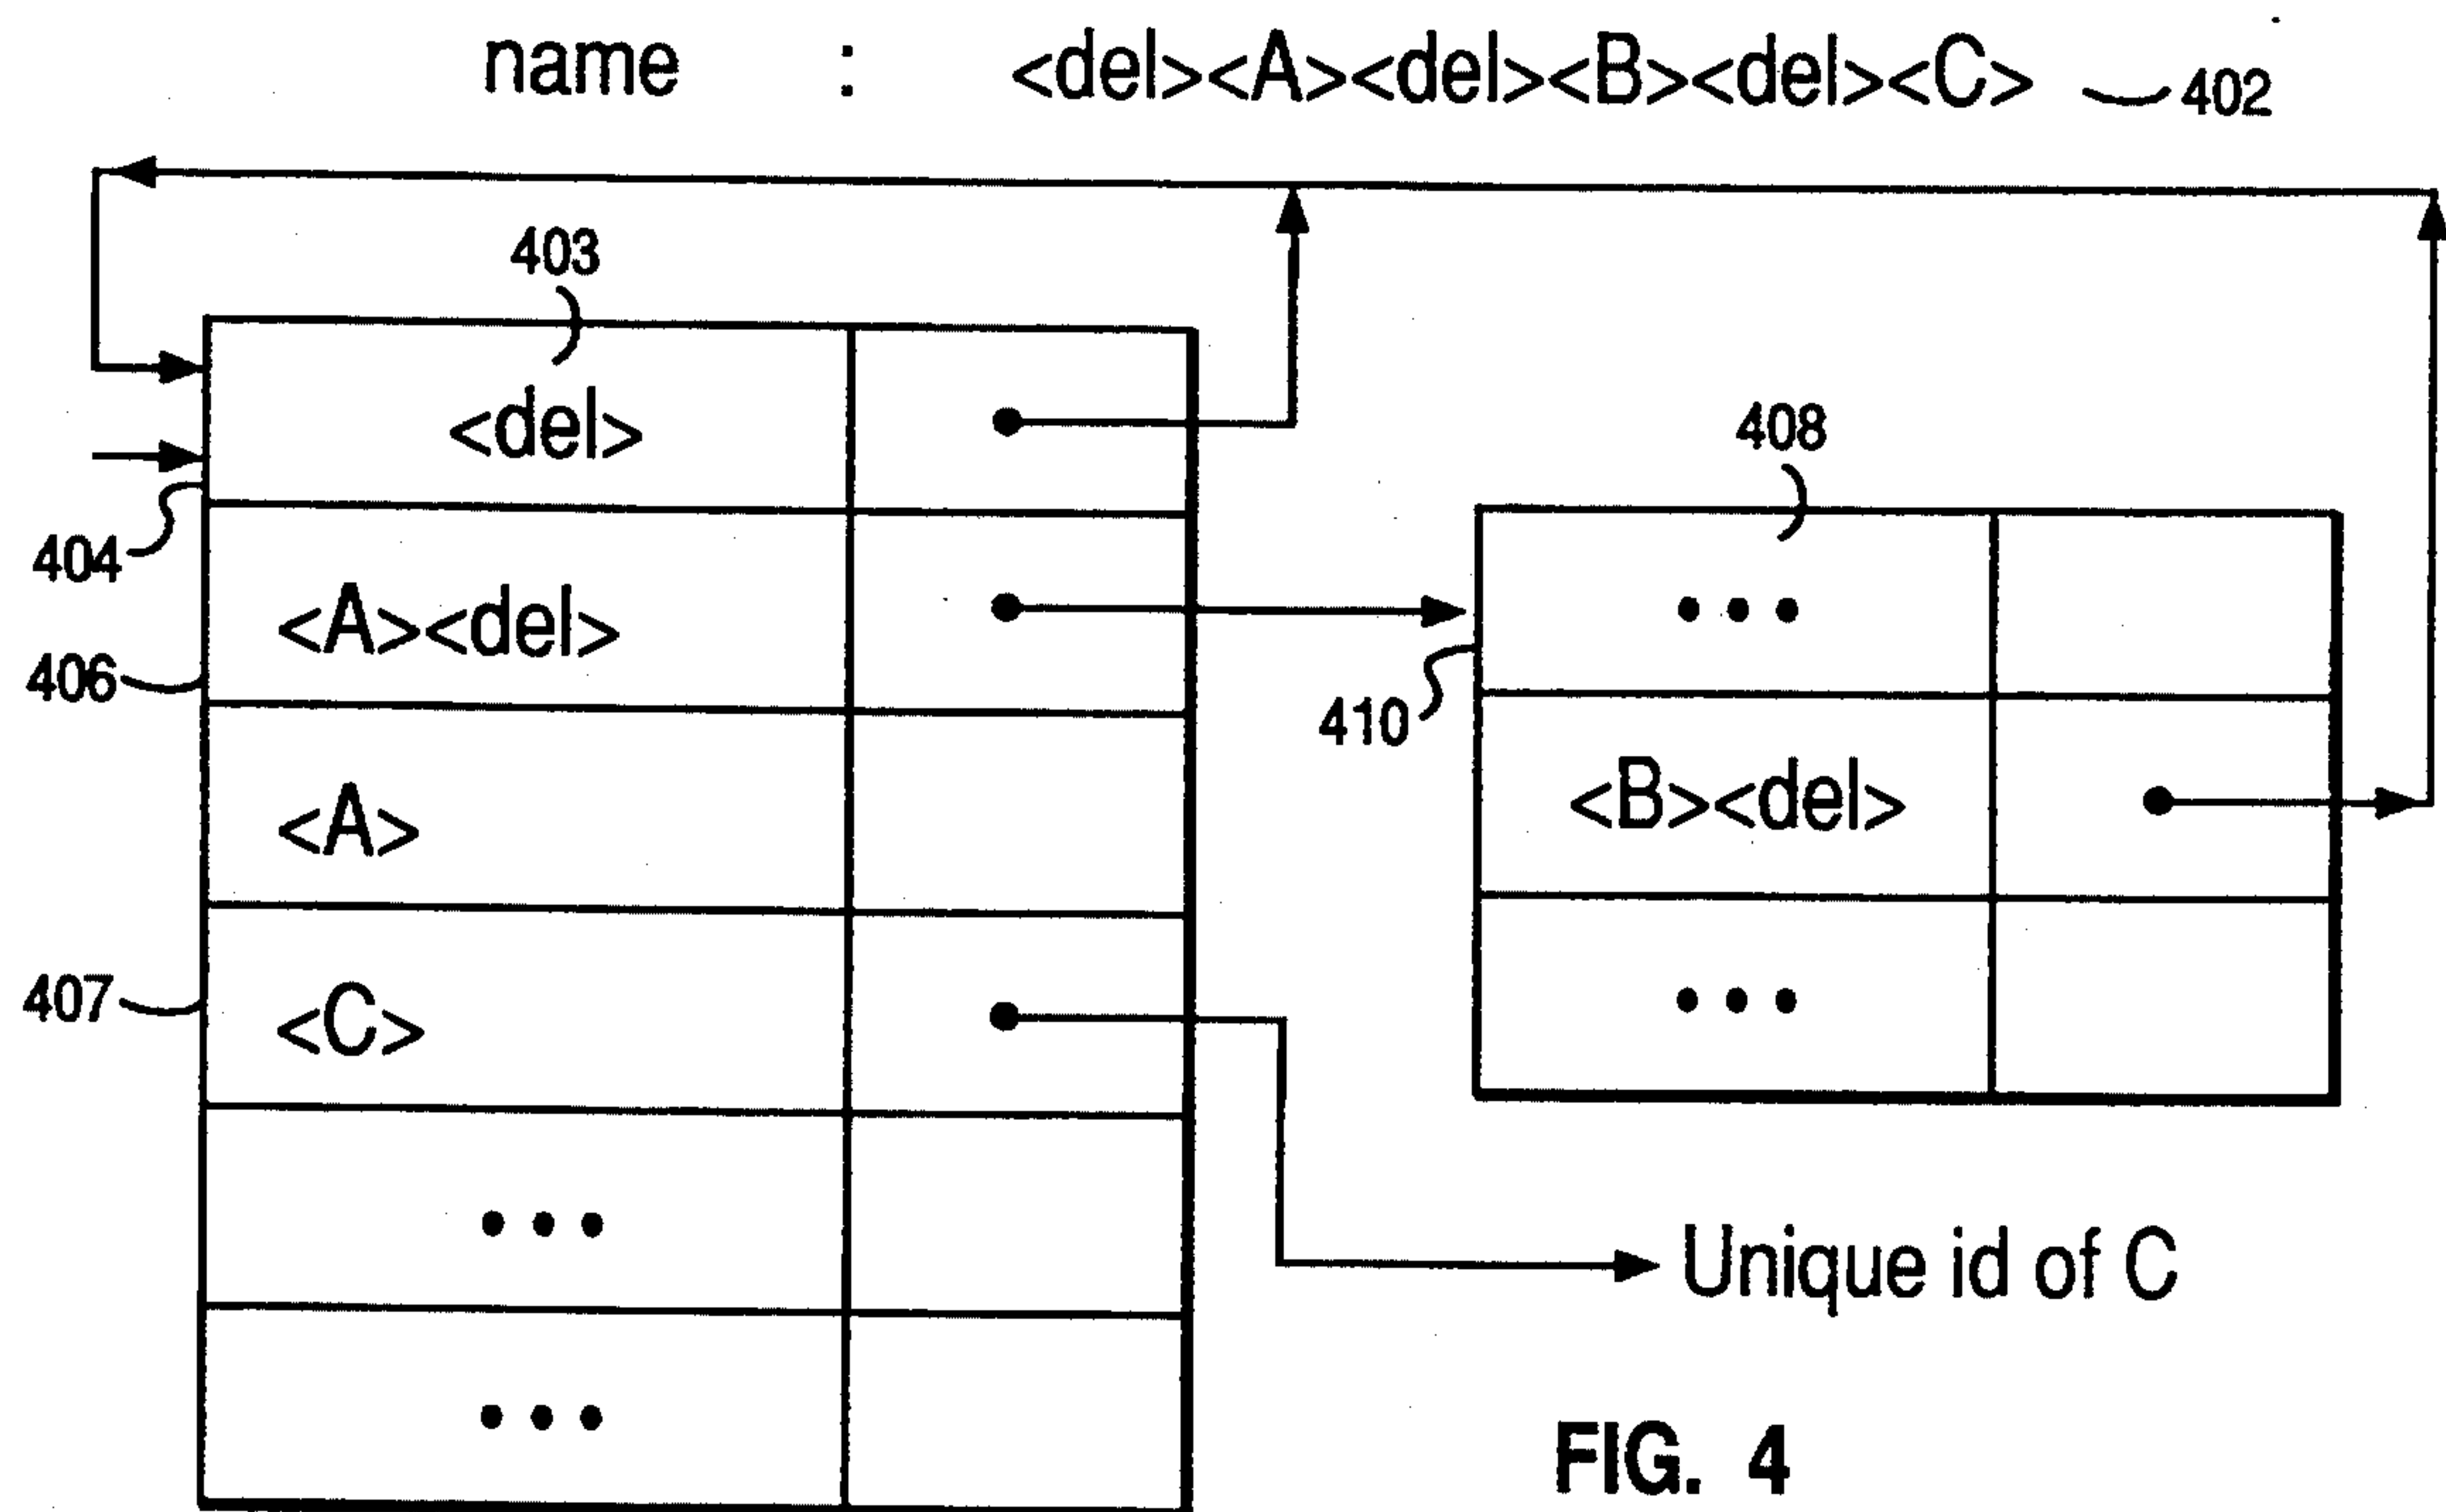 name : <del><A><del><B><del><C> 402
403
<del>
404
408
<A><del>
406
• • •
410
<A>
<B><del>
407
<C>
• • •
• • •
Unique id of C
• • •
FIG. 4